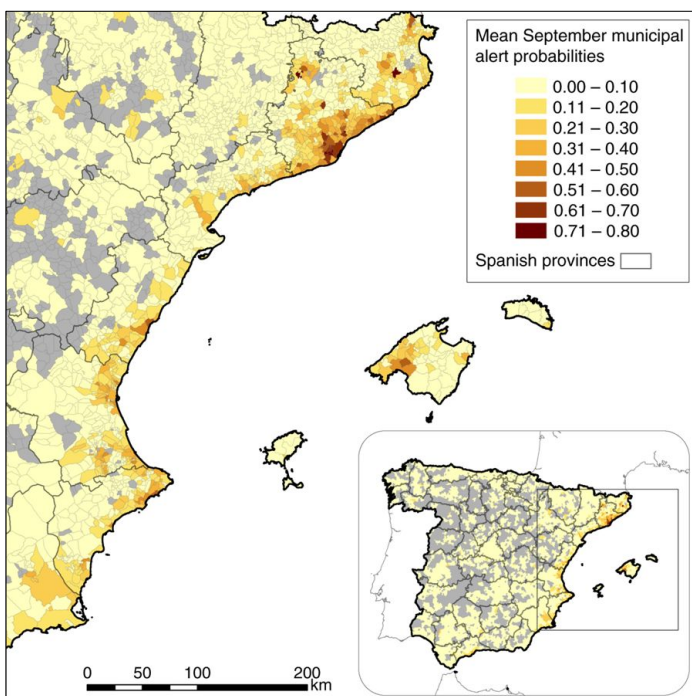 Mean September municipal
alert probabilities
0.00 – 0.10
0.11 – 0.20
0.21 – 0.30
0.31 – 0.40
0.41 – 0.50
0.51 – 0.60
0.61 – 0.70
0.71 – 0.80
Spanish provinces
0 50 100 200
km